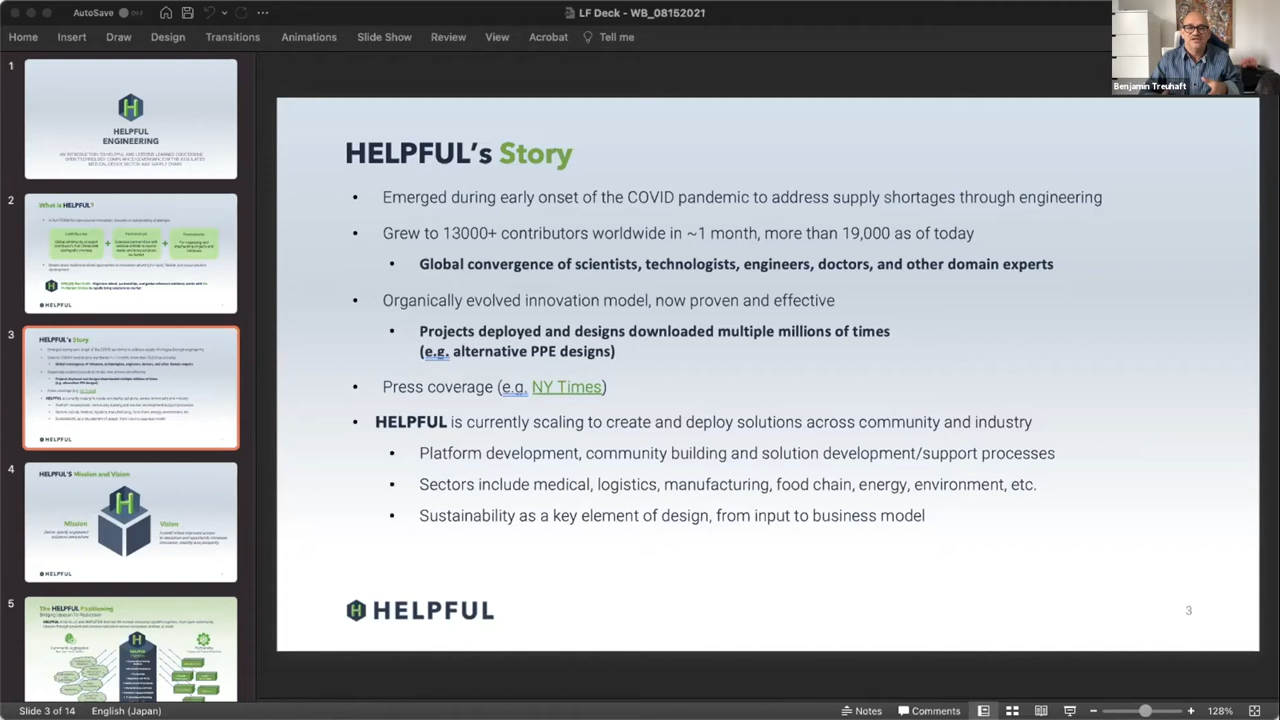 AutoSave OFF
LF Deck - WB_08152021
Home Insert Draw Design Transitions Animations Slide Show Review View Acrobat Tell me
Benjamin Treuhaft
1
HELPFUL
ENGINEERING
2
What is HELPFUL?
HELPFUL
3
HELPFUL's Story
HELPFUL
4
HELPFUL'S Mission and Vision
Mission
Vision
HELPFUL
5
The HELPFUL Positioning
HELPFUL's Story
• Emerged during early onset of the COVID pandemic to address supply shortages through engineering
• Grew to 13000+ contributors worldwide in ~1 month, more than 19,000 as of today
• Global convergence of scientists, technologists, engineers, doctors, and other domain experts
• Organically evolved innovation model, now proven and effective
• Projects deployed and designs downloaded multiple millions of times
(e.g. alternative PPE designs)
• Press coverage (e.g. NY Times)
• HELPFUL is currently scaling to create and deploy solutions across community and industry
• Platform development, community building and solution development/support processes
• Sectors include medical, logistics, manufacturing, food chain, energy, environment, etc.
• Sustainability as a key element of design, from input to business model
HELPFUL
3
Slide 3 of 14 English (Japan) Notes Comments 128%